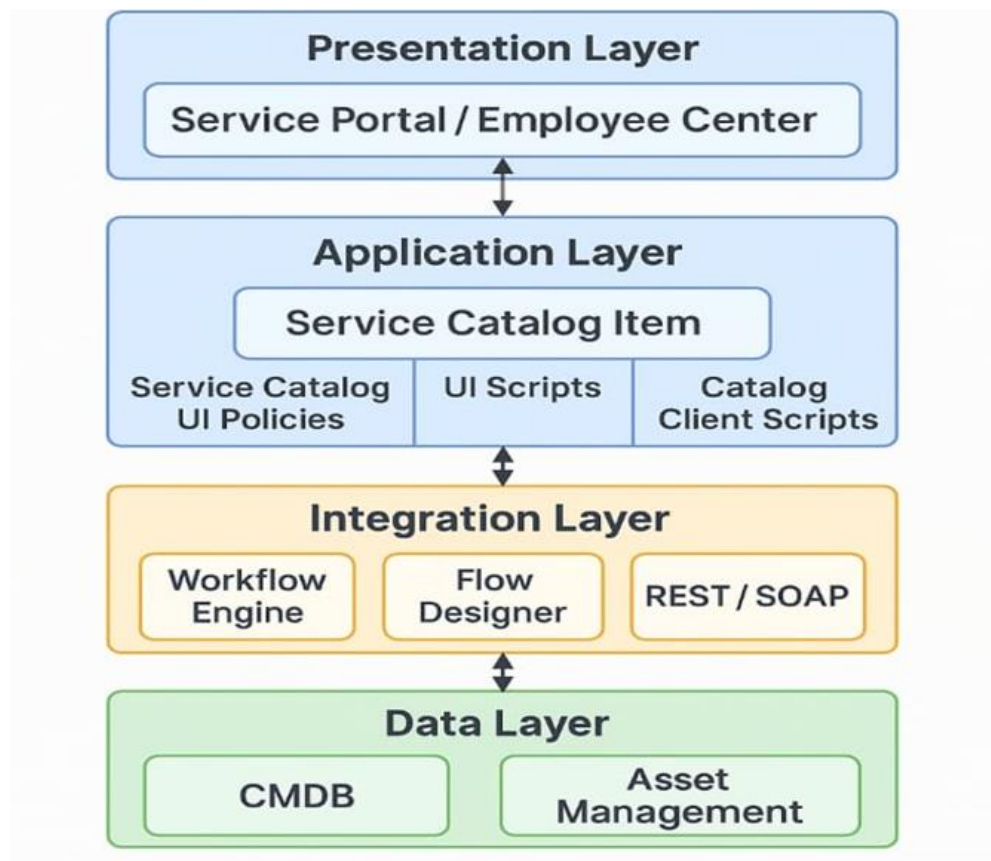 Presentation Layer
Service Portal / Employee Center
Application Layer
Service Catalog Item
Service Catalog
UI Policies
UI Scripts
Catalog
Client Scripts
Integration Layer
Workflow
Engine
Flow
Designer
REST / SOAP
Data Layer
CMDB
Asset
Management